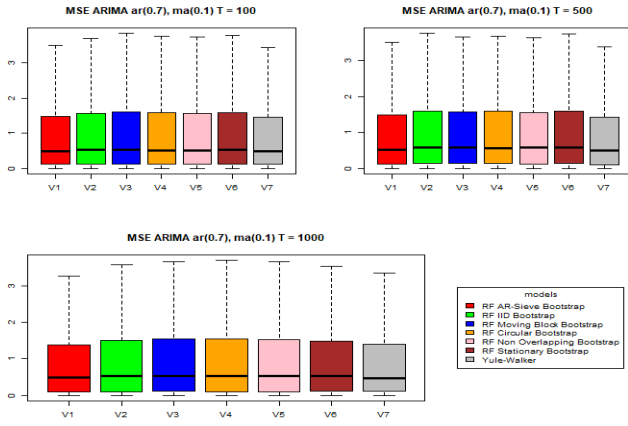 MSE ARIMA ar(0.7), ma(0.1) T = 100
3
2
1
0
V1 V2 V3 V4 V5 V6 V7
MSE ARIMA ar(0.7), ma(0.1) T = 500
3
2
1
0
V1 V2 V3 V4 V5 V6 V7
MSE ARIMA ar(0.7), ma(0.1) T = 1000
3
2
1
0
V1 V2 V3 V4 V5 V6 V7
models
RF AR-Sieve Bootstrap
RF IID Bootstrap
RF Moving Block Bootstrap
RF Circular Bootstrap
RF Non Overlapping Bootstrap
RF Stationary Bootstrap
Yule-Walker